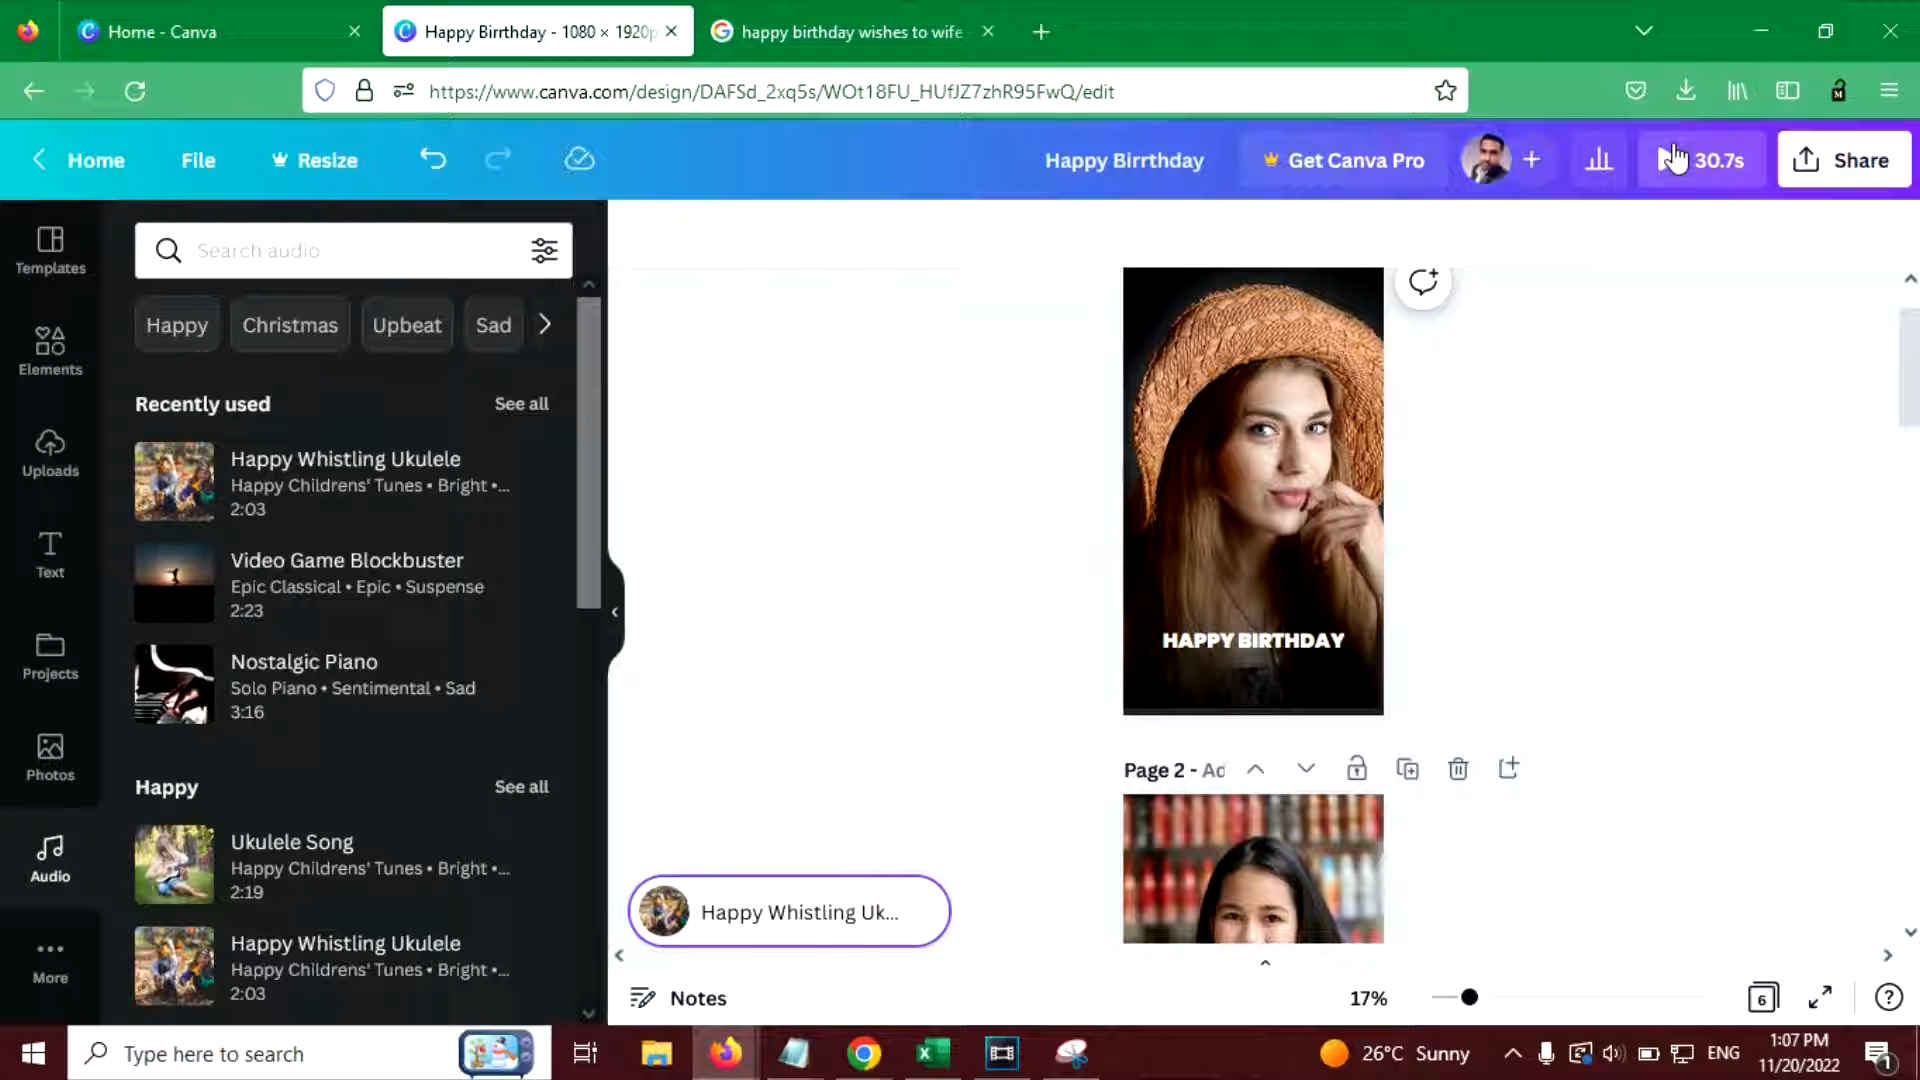 Home - Canva
Happy Birrthday - 1080 × 1920p
happy birthday wishes to wife
https://www.canva.com/design/DAFSd_2xq5s/WOt18FU_HUfJZ7zhR95FwQ/edit
Home
File
Resize
Happy Birrthday
Get Canva Pro
30.7s
Share
Templates
Elements
Uploads
Text
Projects
Photos
Audio
More
Search audio
Happy
Christmas
Upbeat
Sad
Recently used
See all
Happy Whistling Ukulele
Happy Childrens' Tunes • Bright •...
2:03
Video Game Blockbuster
Epic Classical • Epic • Suspense
2:23
Nostalgic Piano
Solo Piano • Sentimental • Sad
3:16
Happy
See all
Ukulele Song
Happy Childrens' Tunes • Bright •...
2:19
Happy Whistling Ukulele
Happy Childrens' Tunes • Bright •...
2:03
HAPPY BIRTHDAY
Page 2 - Ad
Happy Whistling Uk...
Notes
17%
6
Type here to search
26°C Sunny
ENG
1:07 PM
11/20/2022
1